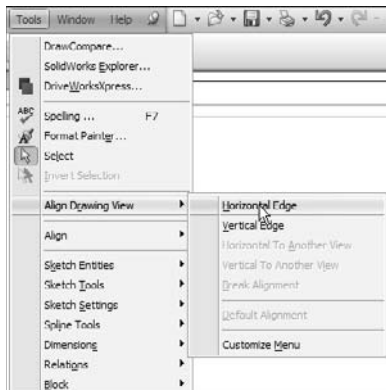 Tools Window Help
DrawCompare...
SolidWorks Explorer...
DriveWorksXpress...
ABC
Spelling ... F7
Format Painter...
Select
Invert Selection
Align Drawing View
Horizontal Edge
Vertical Edge
Align
Horizontal To Another View
Vertical To Another View
Sketch Entities
Break Alignment
Sketch Tools
Sketch Settings
Default Alignment
Spline Tools
Dimensions
Customize Menu
Relations
Block